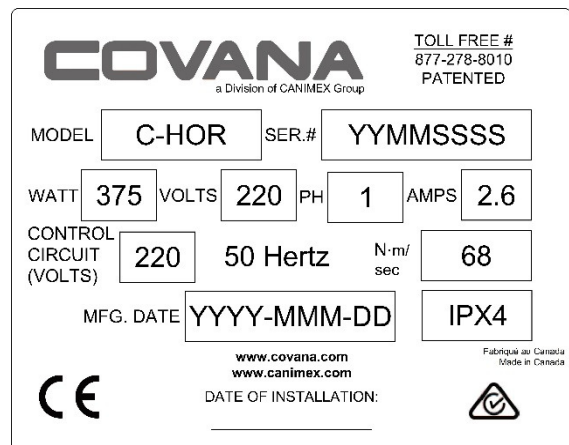 COVANA
a Division of CANIMEX Group
TOLL FREE #
877-278-8010
PATENTED
MODEL C-HOR SER.# YYMMSSSS
WATT 375 VOLTS 220 PH 1 AMPS 2.6
CONTROL
CIRCUIT
(VOLTS) 220 50 Hertz N·m/
sec 68
MFG. DATE YYYY-MMM-DD IPX4
www.covana.com
www.canimex.com
Fabriqué au Canada
Made in Canada
CE
DATE OF INSTALLATION: